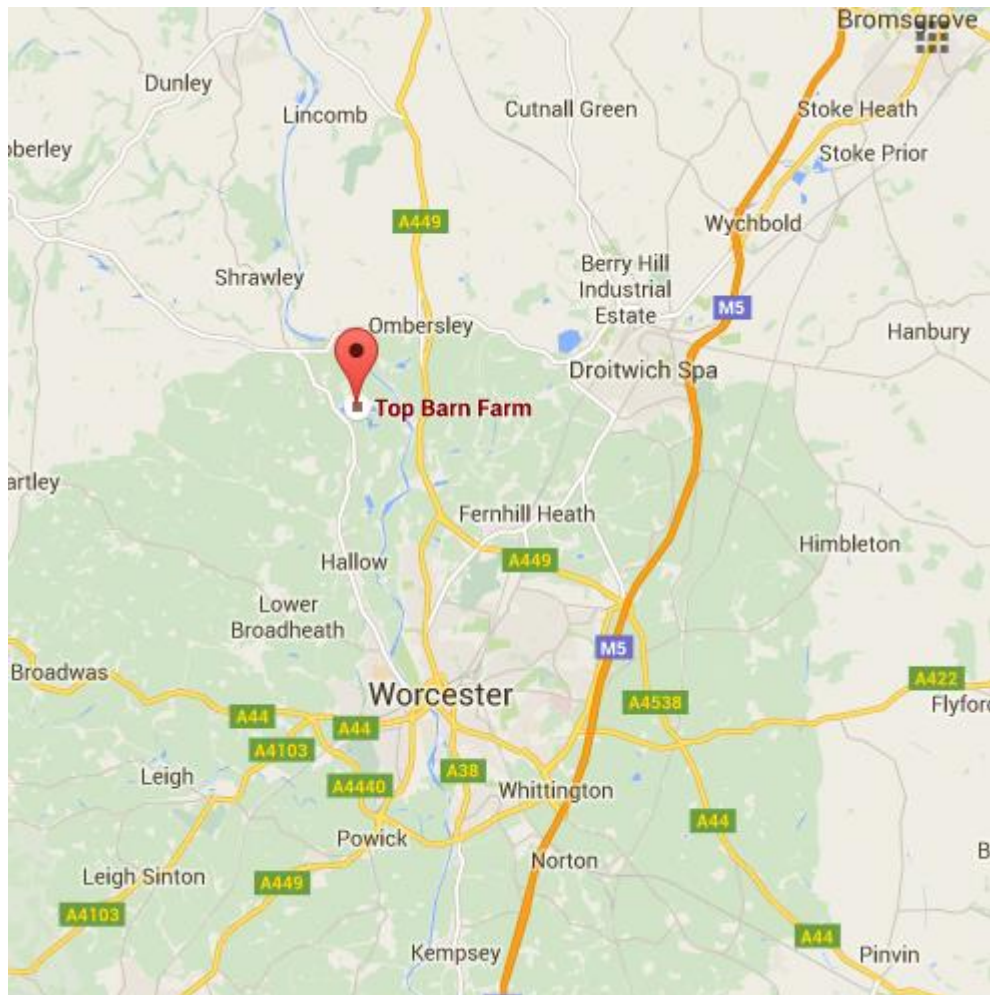 Bromsgrove
Dunley
Lincomb
Cutnall Green
Stoke Heath
oberley
Stoke Prior
A449
Wychbold
Shrawley
Berry Hill
Industrial
Estate
M5
Ombersley
Hanbury
Droitwich Spa
Top Barn Farm
artley
Fernhill Heath
Himbleton
Hallow
A449
Lower
Broadheath
M5
Broadwas
A422
Worcester
A4538
Flyford
A44
A44
A4103
A38
Leigh
A4440
Whittington
A44
Powick
B
Norton
Leigh Sinton
A449
A4103
A44
Kempsey
Pinvin